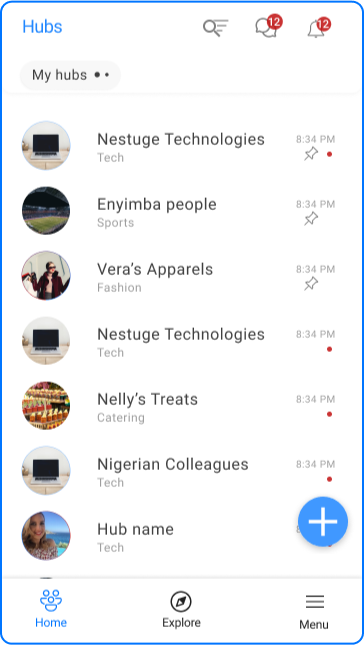 Hubs
12
12
My hubs
Nestuge Technologies 8:34 PM
Tech
Enyimba people 8:34 PM
Sports
Vera’s Apparels 8:34 PM
Fashion
Nestuge Technologies 8:34 PM
Tech
Nelly’s Treats 8:34 PM
Catering
Nigerian Colleagues 8:34 PM
Tech
Hub name
Tech
Home Explore Menu